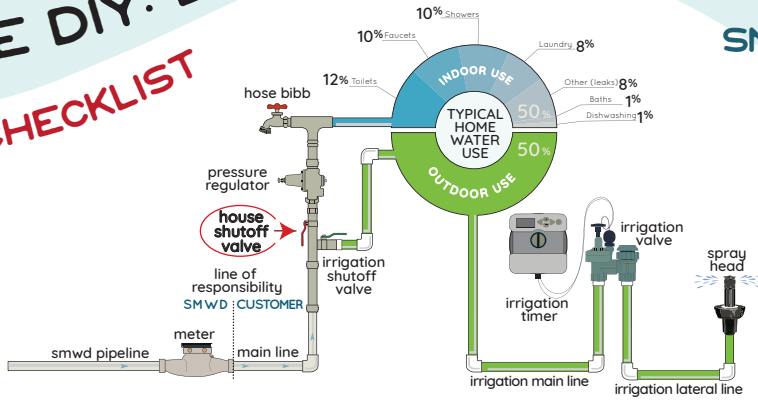 E DIY:
CHECKLIST
SM
10% Showers
10% Faucets
12% Toilets
Laundry 8%
Other (leaks) 8%
Baths 1%
Dishwashing 1%
INDOOR USE
50%
TYPICAL
HOME
WATER
USE
50%
OUTDOOR USE
hose bibb
pressure
regulator
house
shutoff
valve
irrigation
shutoff
valve
line of
responsibility
SMWD CUSTOMER
meter
smwd pipeline
main line
irrigation
timer
irrigation
valve
spray
head
irrigation main line
irrigation lateral line